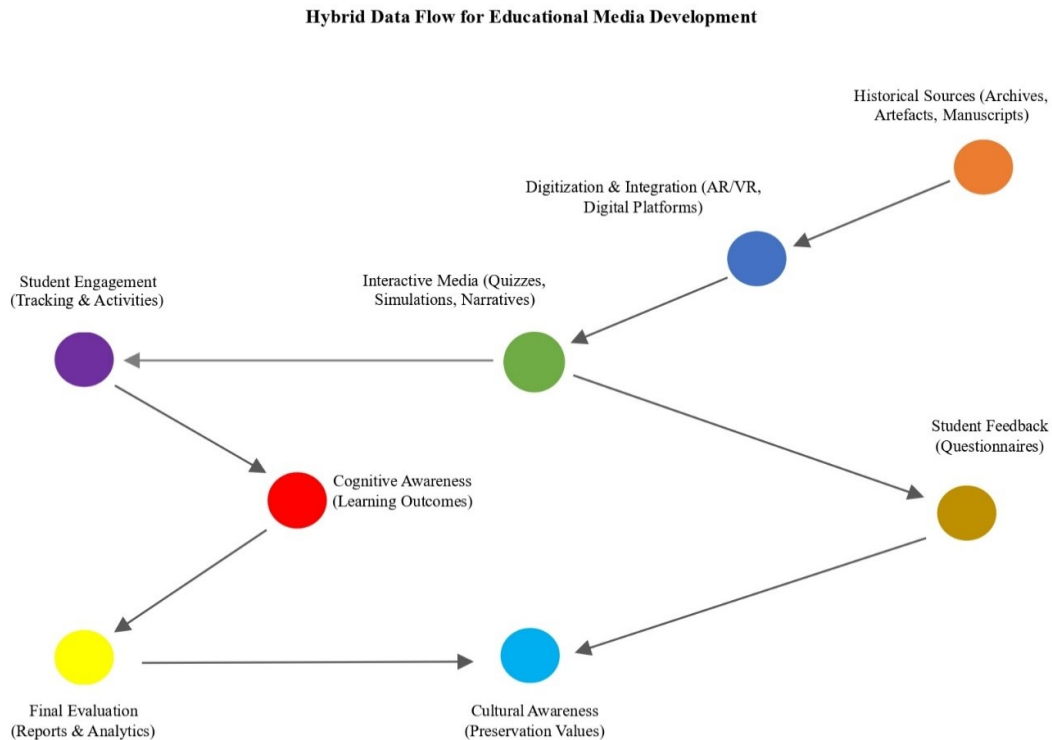 Hybrid Data Flow for Educational Media Development
Historical Sources (Archives,
Artefacts, Manuscripts)
Digitization & Integration (AR/VR,
Digital Platforms)
Student Engagement
(Tracking & Activities)
Interactive Media (Quizzes,
Simulations, Narratives)
Student Feedback
(Questionnaires)
Cognitive Awareness
(Learning Outcomes)
Final Evaluation
(Reports & Analytics)
Cultural Awareness
(Preservation Values)